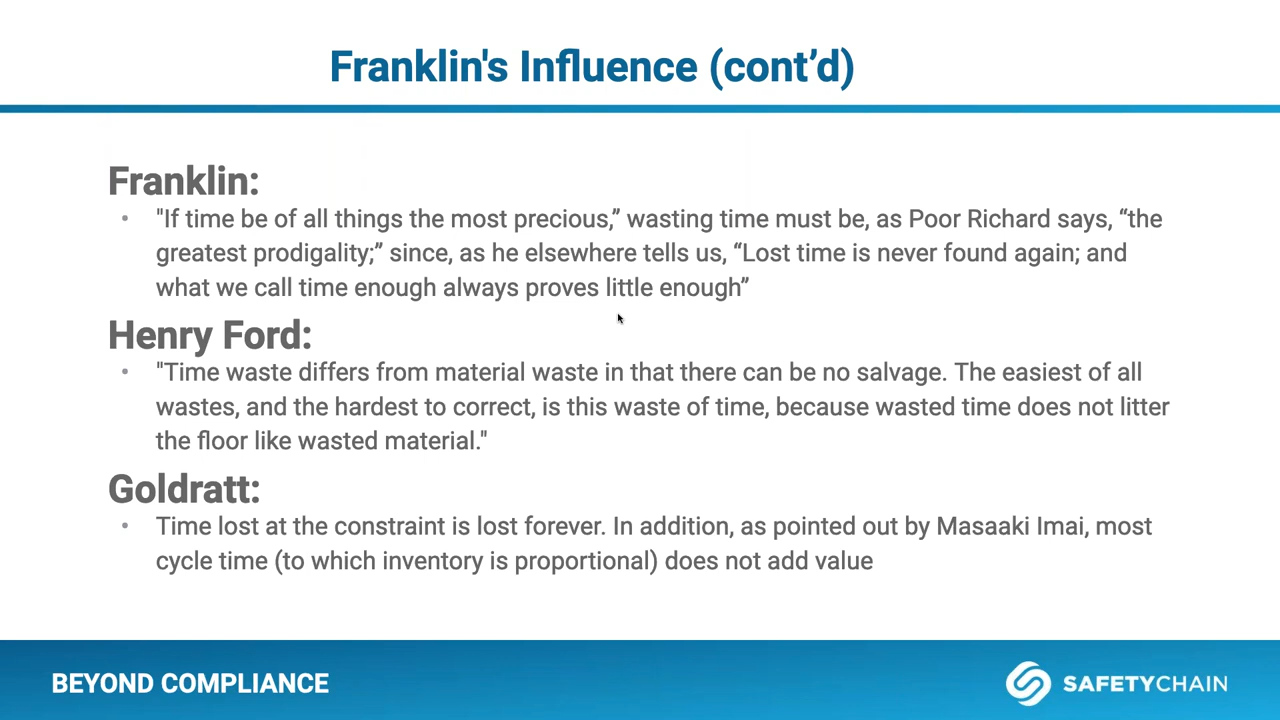 Franklin's Influence (cont’d)
Franklin:
• "If time be of all things the most precious,” wasting time must be, as Poor Richard says, “the
greatest prodigality;” since, as he elsewhere tells us, “Lost time is never found again; and
what we call time enough always proves little enough”
Henry Ford:
• "Time waste differs from material waste in that there can be no salvage. The easiest of all
wastes, and the hardest to correct, is this waste of time, because wasted time does not litter
the floor like wasted material."
Goldratt:
• Time lost at the constraint is lost forever. In addition, as pointed out by Masaaki Imai, most
cycle time (to which inventory is proportional) does not add value
BEYOND COMPLIANCE
SAFETYCHAIN